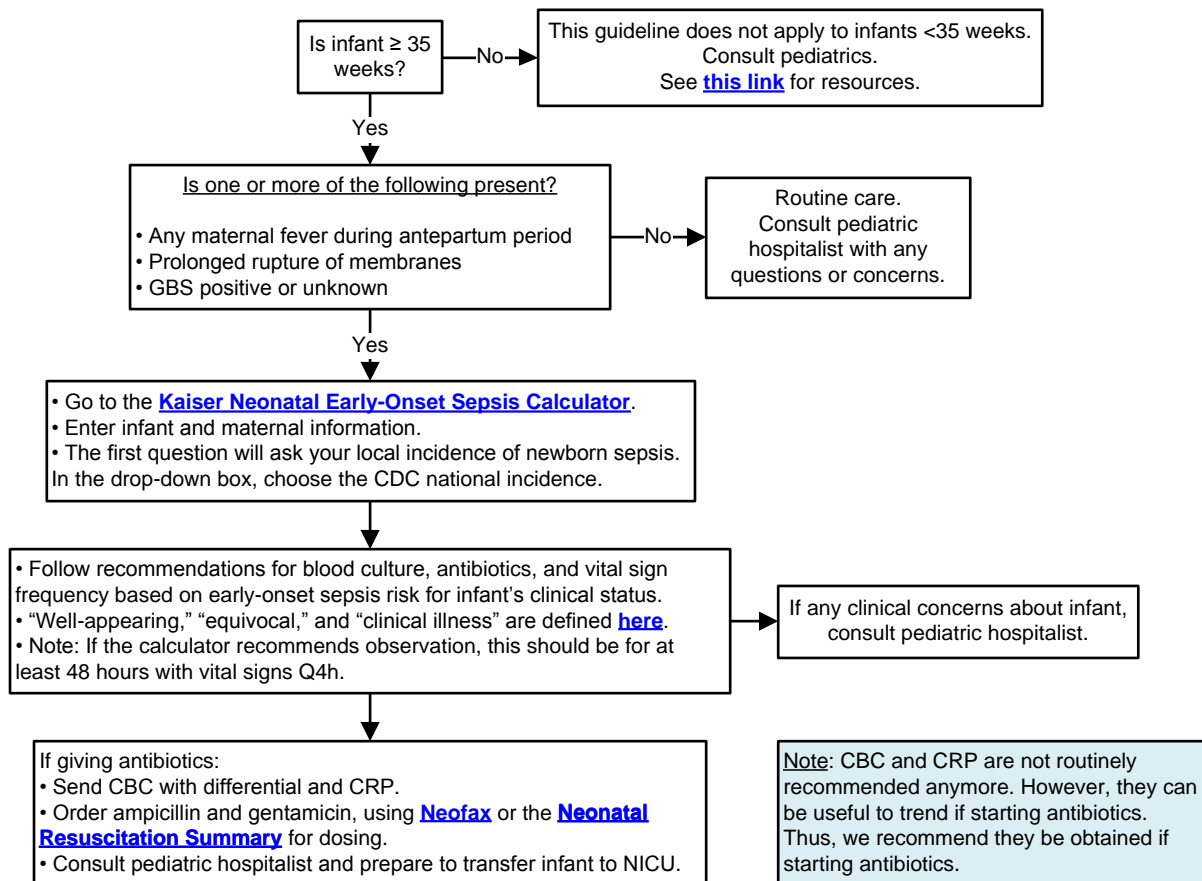 Is infant ≥ 35
weeks?
No
This guideline does not apply to infants <35 weeks.
Consult pediatrics.
See this link for resources.
Yes
Is one or more of the following present?
• Any maternal fever during antepartum period
• Prolonged rupture of membranes
• GBS positive or unknown
No
Routine care.
Consult pediatric
hospitalist with any
questions or concerns.
Yes
• Go to the Kaiser Neonatal Early-Onset Sepsis Calculator.
• Enter infant and maternal information.
• The first question will ask your local incidence of newborn sepsis.
In the drop-down box, choose the CDC national incidence.
• Follow recommendations for blood culture, antibiotics, and vital sign
frequency based on early-onset sepsis risk for infant’s clinical status.
• “Well-appearing,” “equivocal,” and “clinical illness” are defined here.
• Note: If the calculator recommends observation, this should be for at
least 48 hours with vital signs Q4h.
If any clinical concerns about infant,
consult pediatric hospitalist.
If giving antibiotics:
• Send CBC with differential and CRP.
• Order ampicillin and gentamicin, using Neofax or the Neonatal
Resuscitation Summary for dosing.
• Consult pediatric hospitalist and prepare to transfer infant to NICU.
Note: CBC and CRP are not routinely
recommended anymore. However, they can
be useful to trend if starting antibiotics.
Thus, we recommend they be obtained if
starting antibiotics.